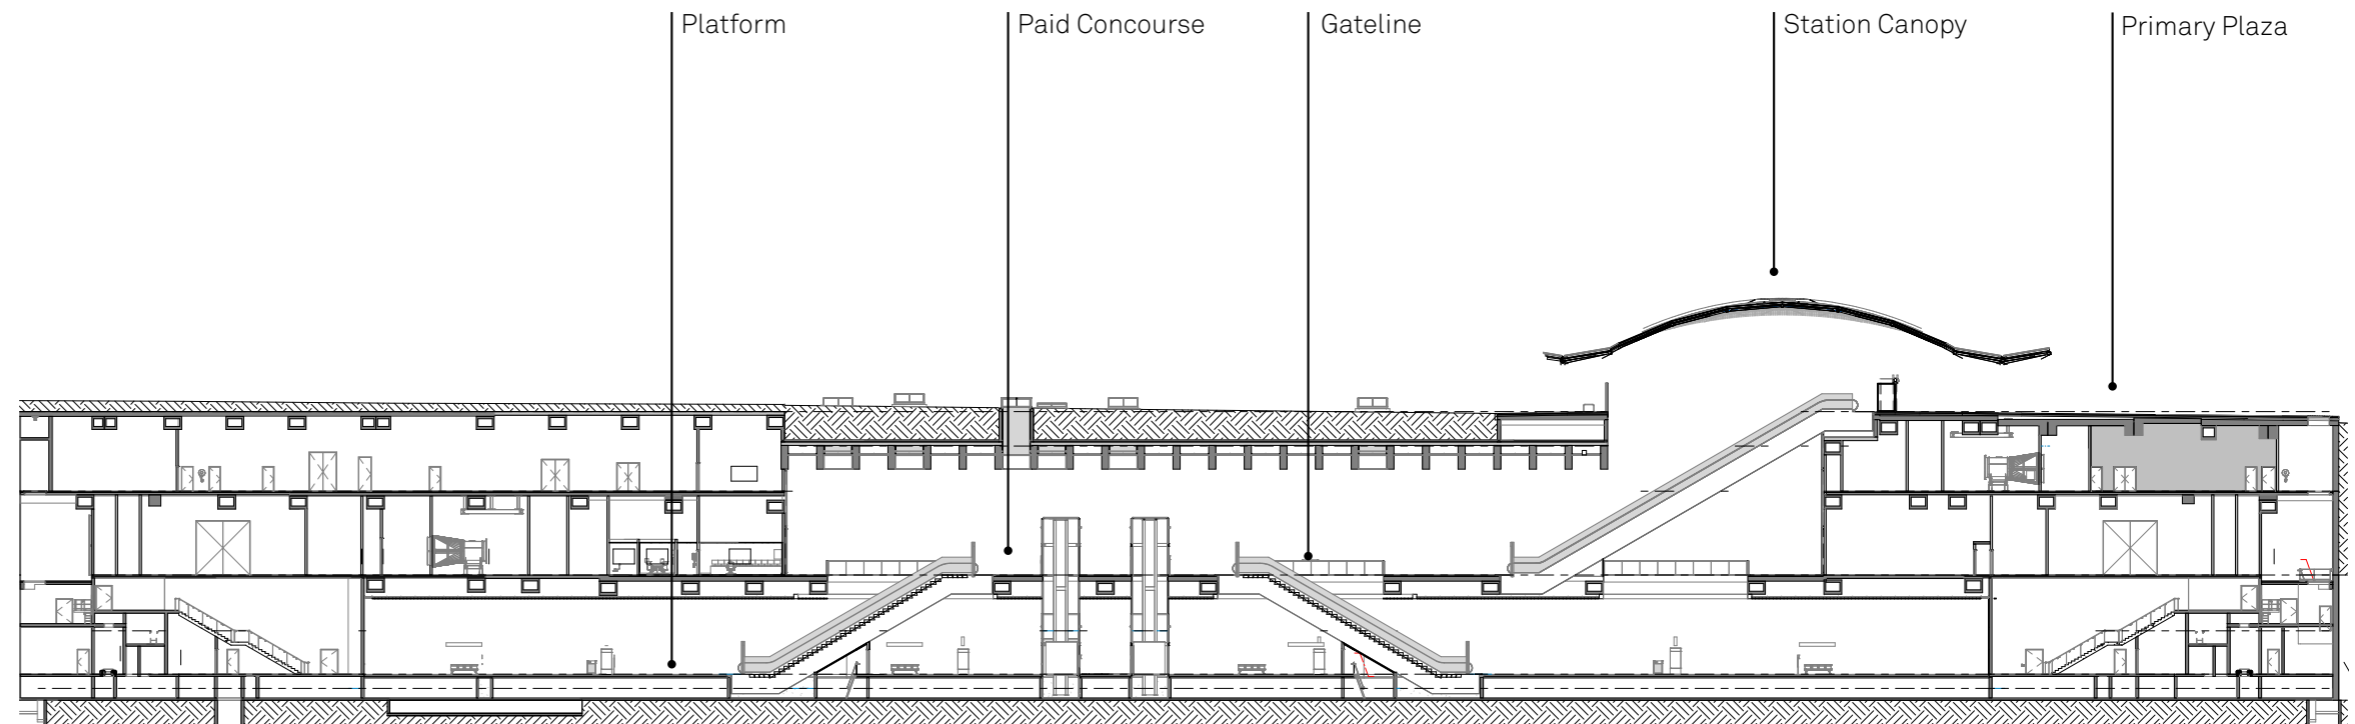 Platform
Paid Concourse
Gateline
Station Canopy
Primary Plaza